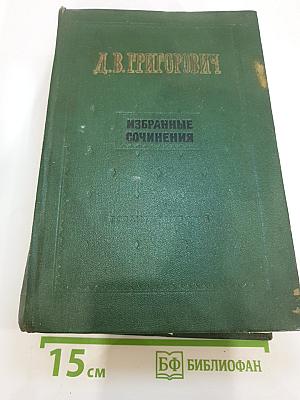 Д. В. ГРИГОРОВИЧ
ИЗБРАННЫЕ
СОЧИНЕНИЯ
15 см
БФ БИБЛИОФАН